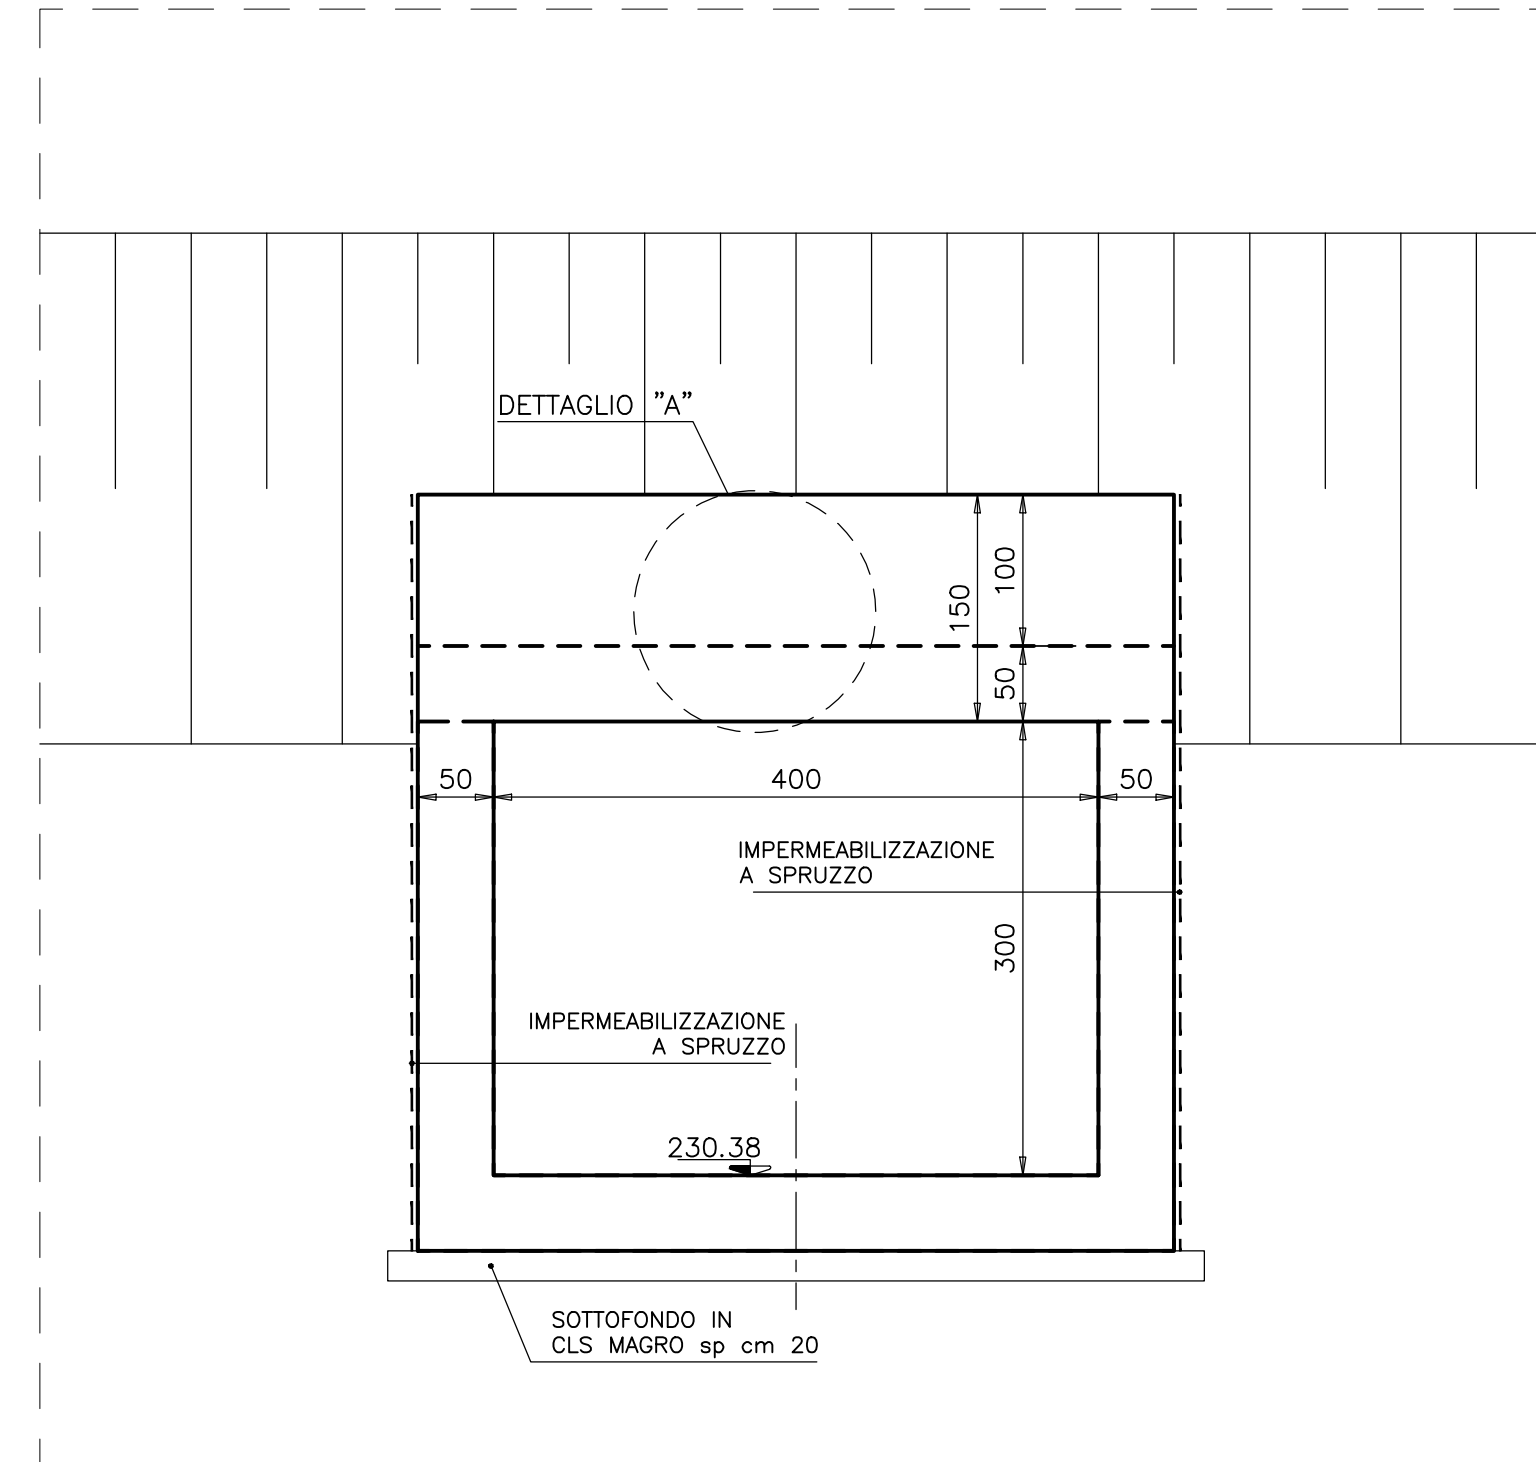 DETTAGLIO "A"
100
150
50
50
400
50
IMPERMEABILIZZAZIONE
A SPRUZZO
300
IMPERMEABILIZZAZIONE
A SPRUZZO
230.38
SOTTOFONDO IN
CLS MAGRO sp cm 20